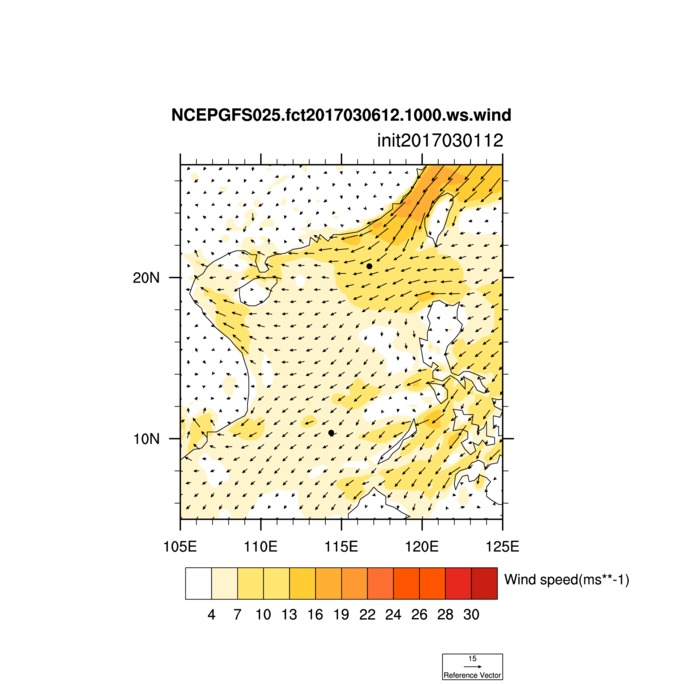 NCEPGFS025.fct2017030612.1000.ws.wind
init2017030112
20N
10N
105E 110E 115E 120E 125E
Wind speed(ms**-1)
4 7 10 13 16 19 22 24 26 28 30
15
Reference Vector